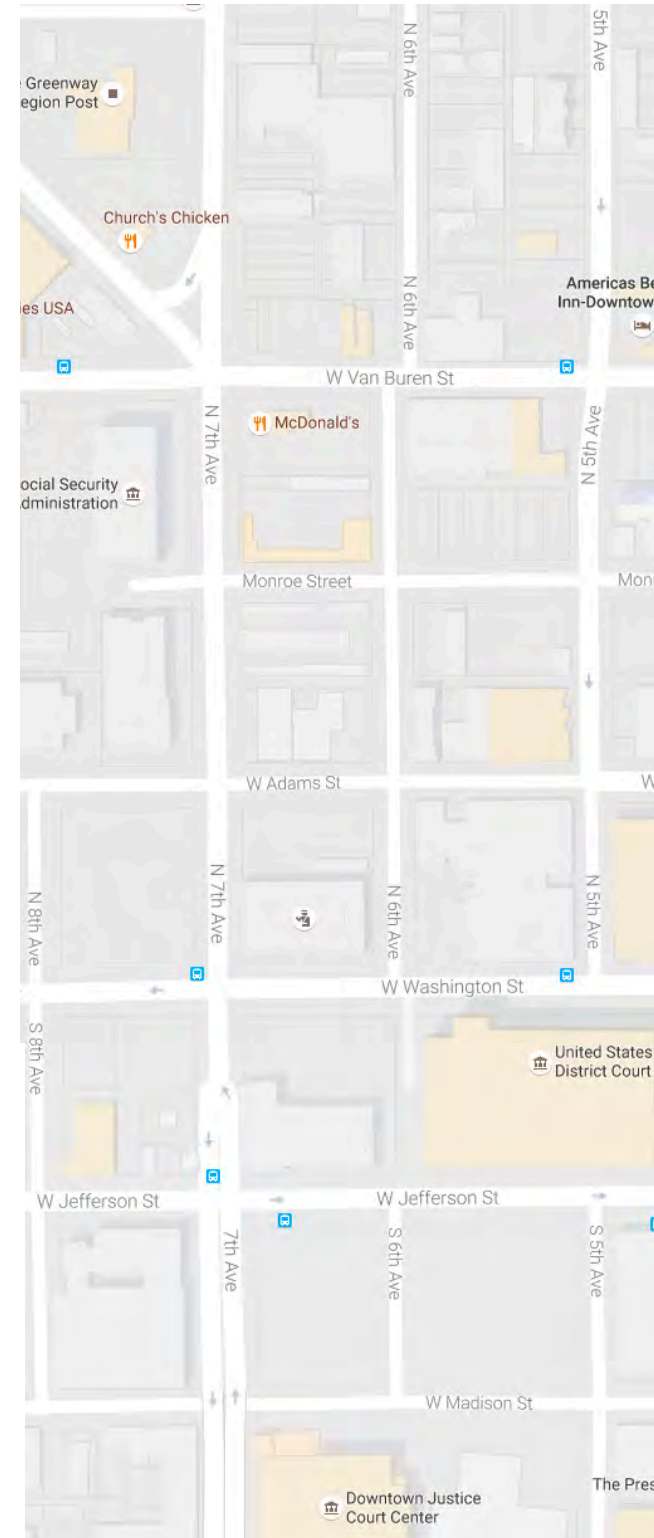 N 6th Ave
5th Ave
Greenway
egion Post
Church's Chicken
ies USA
N 6th Ave
Americas Be
Inn-Downtow
W Van Buren St
N 7th Ave
McDonald's
N 5th Ave
ocial Security
dministration
Monroe Street
Mon
W Adams St
W
N 8th Ave
N 7th Ave
N 6th Ave
N 5th Ave
W Washington St
S 8th Ave
United States
District Court
W Jefferson St
W Jefferson St
7th Ave
S 6th Ave
S 5th Ave
W Madison St
The Pres
Downtown Justice
Court Center